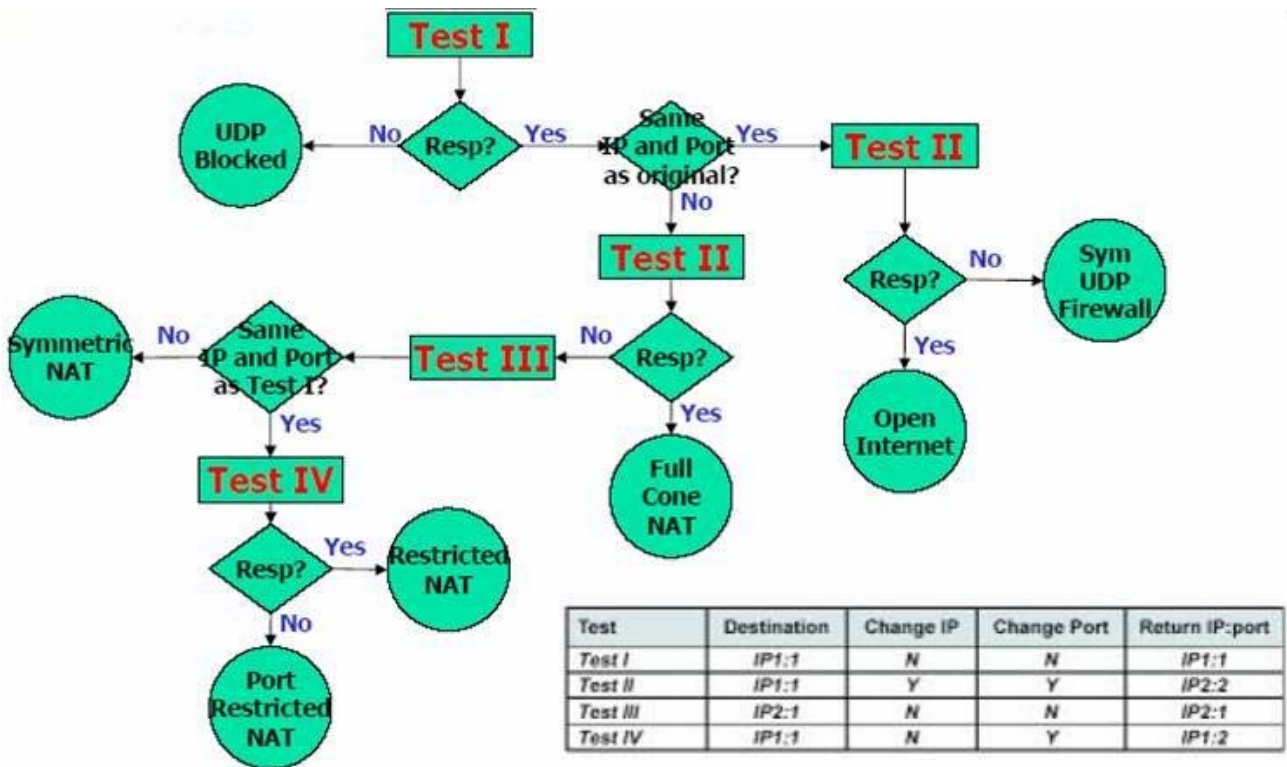 Test I
UDP
Blocked
No
Resp?
Yes
Same
IP and Port
as original?
Yes
Test II
No
Test II
Resp?
No
Sym
UDP
Firewall
Yes
Symmetric
NAT
No
Same
IP and Port
as Test I?
Test III
No
Resp?
Yes
Open
Internet
Yes
Test IV
Full
Cone
NAT
Resp?
Yes
Restricted
NAT
No
Port
Restricted
NAT
Test Destination Change IP Change Port Return IP:port
Test I IP1:1 N N IP1:1
Test II IP1:1 Y Y IP2:2
Test III IP2:1 N N IP2:1
Test IV IP1:1 N Y IP1:2